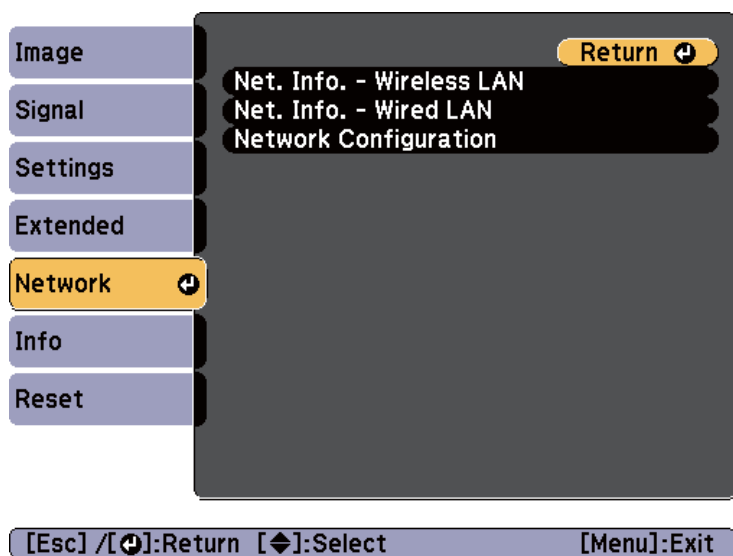 Image
Signal
Settings
Extended
Network
Info
Reset
Return
Net. Info. - Wireless LAN
Net. Info. - Wired LAN
Network Configuration
[Esc] /[⏎]:Return [◆]:Select [Menu]:Exit